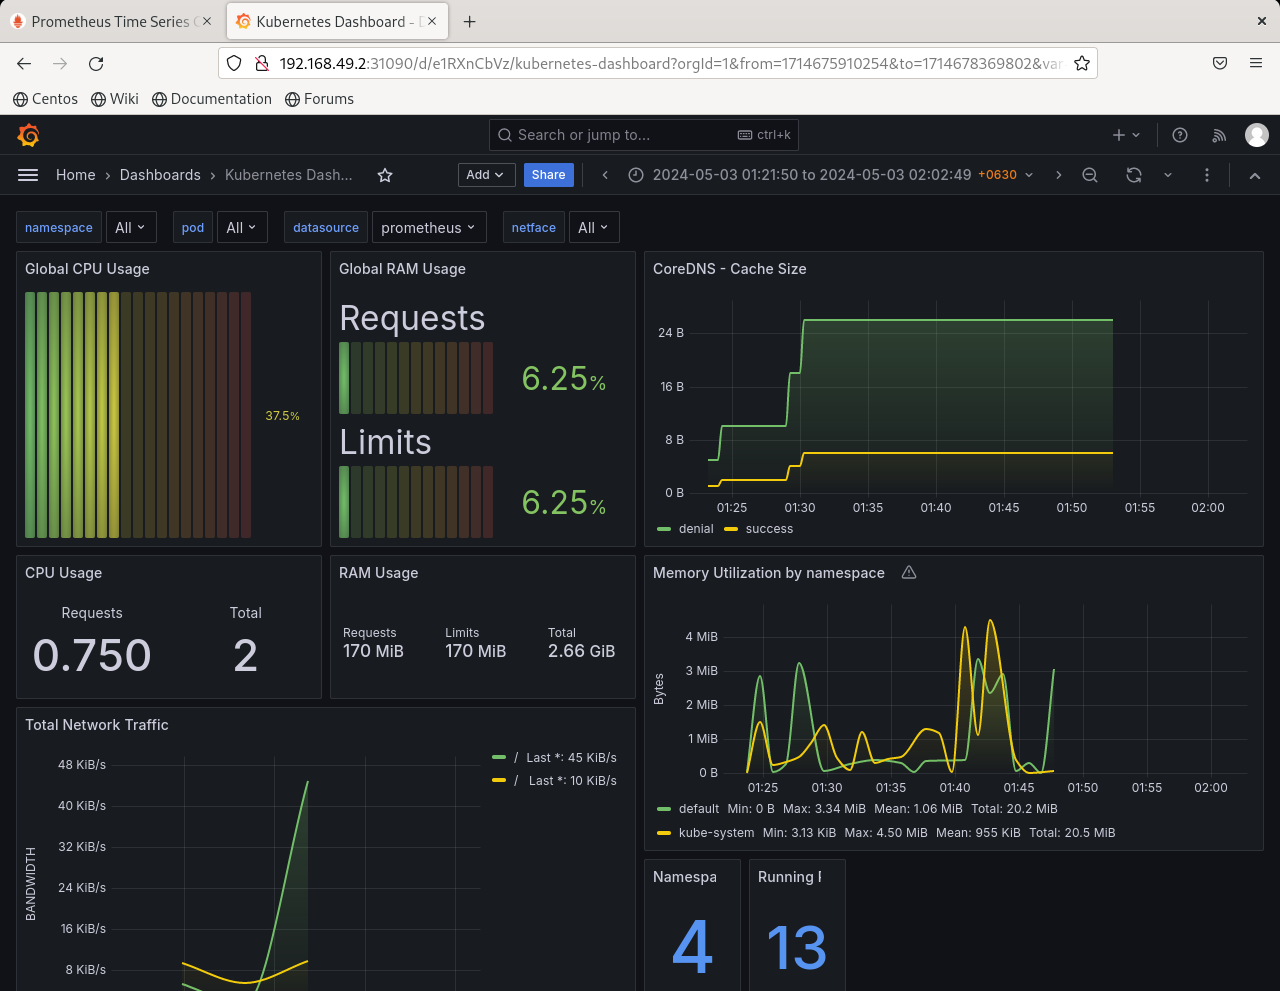 Prometheus Time Series
Kubernetes Dashboard -
192.168.49.2:31090/d/e1RXnCbVz/kubernetes-dashboard?orgId=1&from=1714675910254&to=1714678369802&var
Centos Wiki Documentation Forums
Search or jump to... ctrl+k
Home › Dashboards › Kubernetes Dash... Add Share 2024-05-03 01:21:50 to 2024-05-03 02:02:49 +0630
namespace All pod All datasource prometheus netface All
Global CPU Usage
37.5%
Global RAM Usage
Requests
6.25%
Limits
6.25%
CoreDNS - Cache Size
24 B
16 B
8 B
0 B
01:25 01:30 01:35 01:40 01:45 01:50 01:55 02:00
denial success
CPU Usage
Requests Total
0.750 2
RAM Usage
Requests Limits Total
170 MiB 170 MiB 2.66 GiB
Memory Utilization by namespace
Bytes
4 MiB
3 MiB
2 MiB
1 MiB
0 B
01:25 01:30 01:35 01:40 01:45 01:50 01:55 02:00
default Min: 0 B Max: 3.34 MiB Mean: 1.06 MiB Total: 20.2 MiB
kube-system Min: 3.13 KiB Max: 4.50 MiB Mean: 955 KiB Total: 20.5 MiB
Total Network Traffic
BANDWIDTH
48 KiB/s
40 KiB/s
32 KiB/s
24 KiB/s
16 KiB/s
8 KiB/s
/ Last *: 45 KiB/s
/ Last *: 10 KiB/s
Namespa
4
Running
13